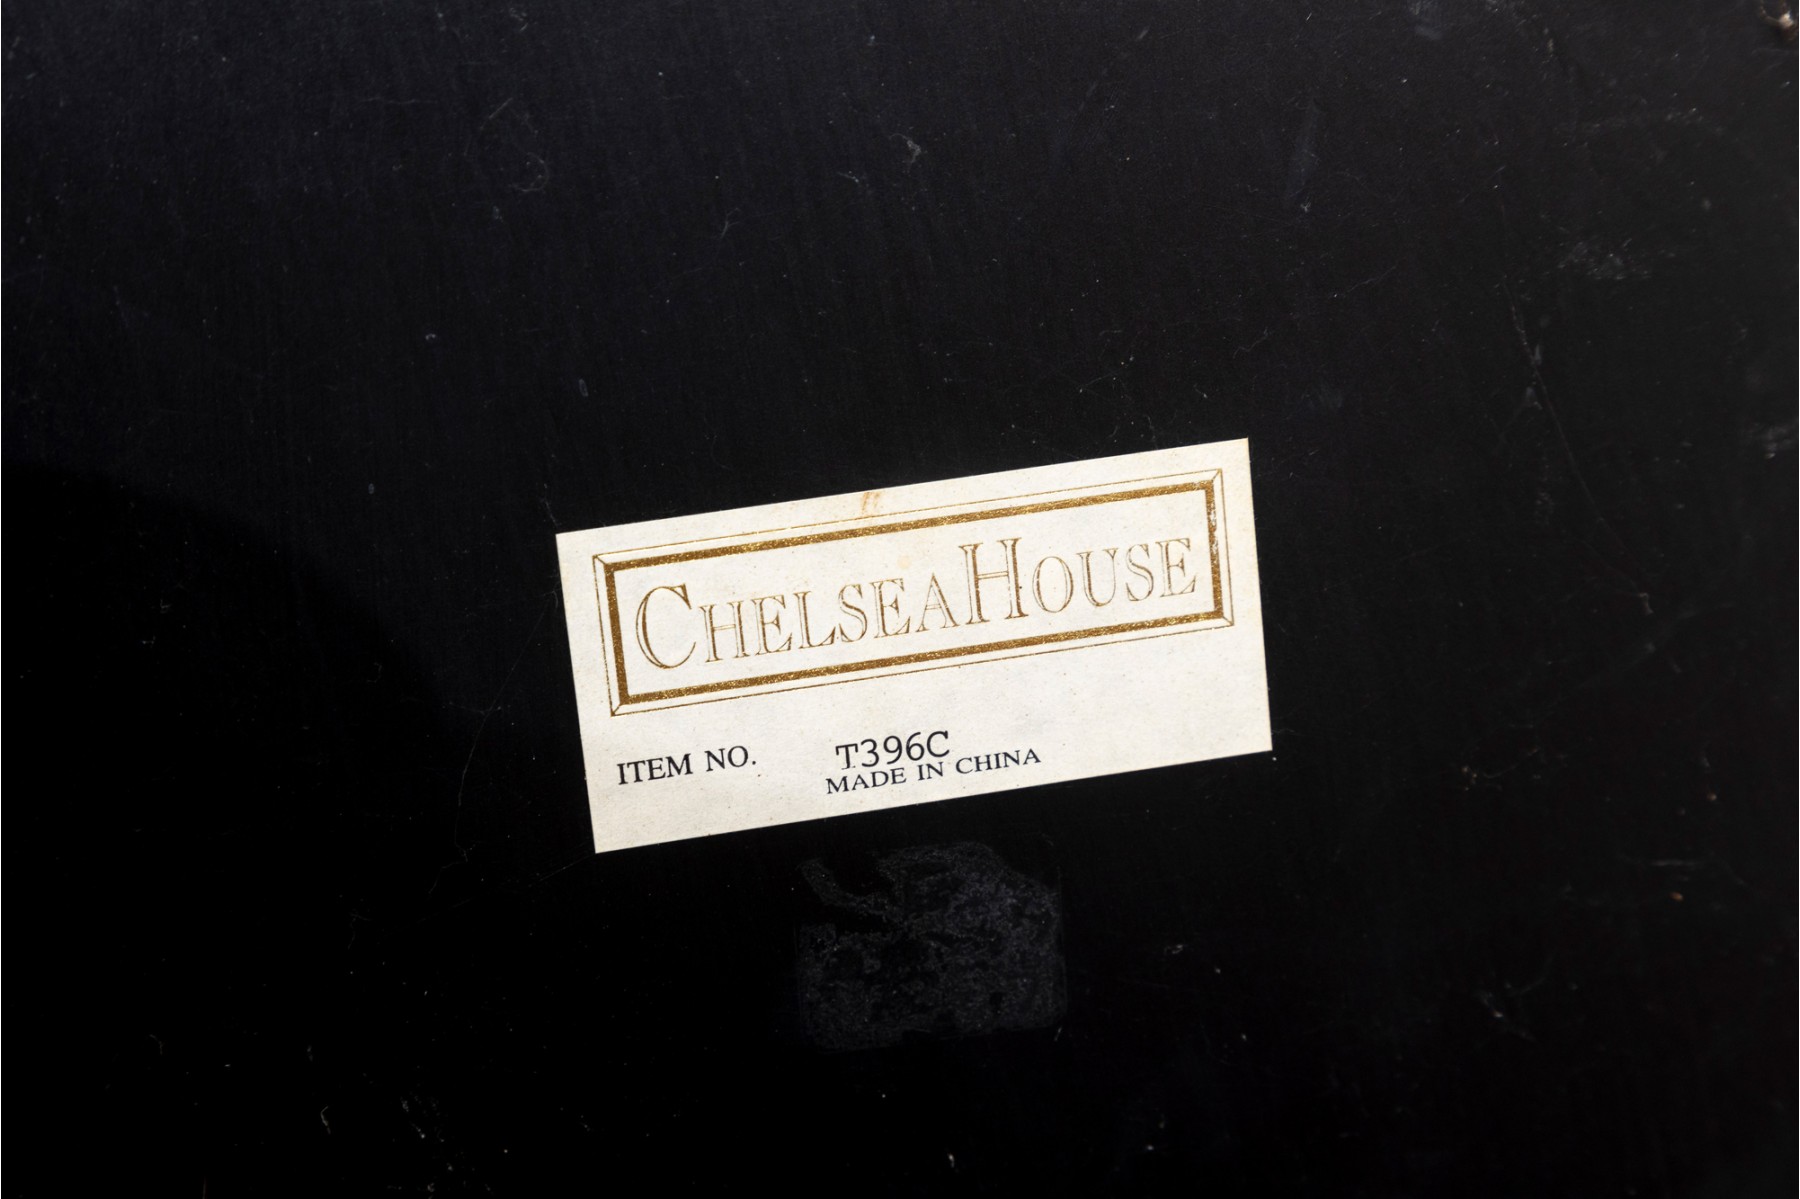 CHELSEAHOUSE
ITEM NO. T396C
MADE IN CHINA